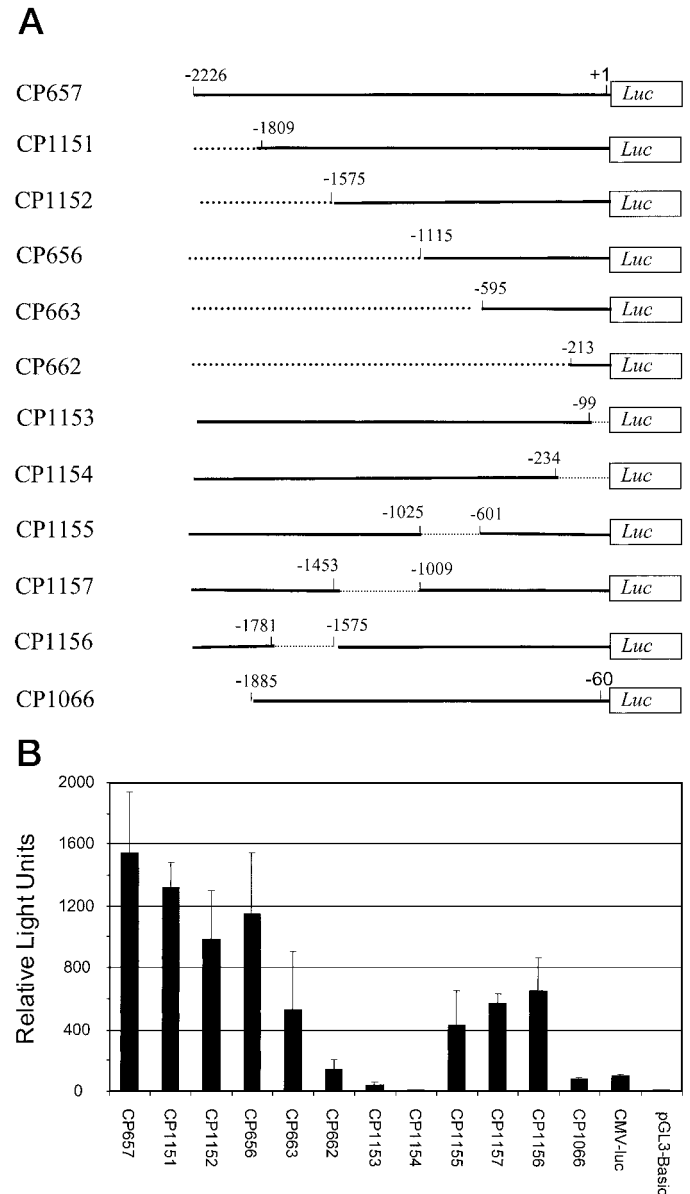 A
CP657 -2226 +1 Luc
CP1151 -1809 Luc
CP1152 -1575 Luc
CP656 -1115 Luc
CP663 -595 Luc
CP662 -213 Luc
CP1153 -99 Luc
CP1154 -234 Luc
CP1155 -1025 -601 Luc
CP1157 -1453 -1009 Luc
CP1156 -1781 -1575 Luc
CP1066 -1885 -60 Luc
B
Relative Light Units
2000
1600
1200
800
400
0
CP657
CP1151
CP1152
CP656
CP663
CP662
CP1153
CP1154
CP1155
CP1157
CP1156
CP1066
CMV-luc
pGL3-Basic